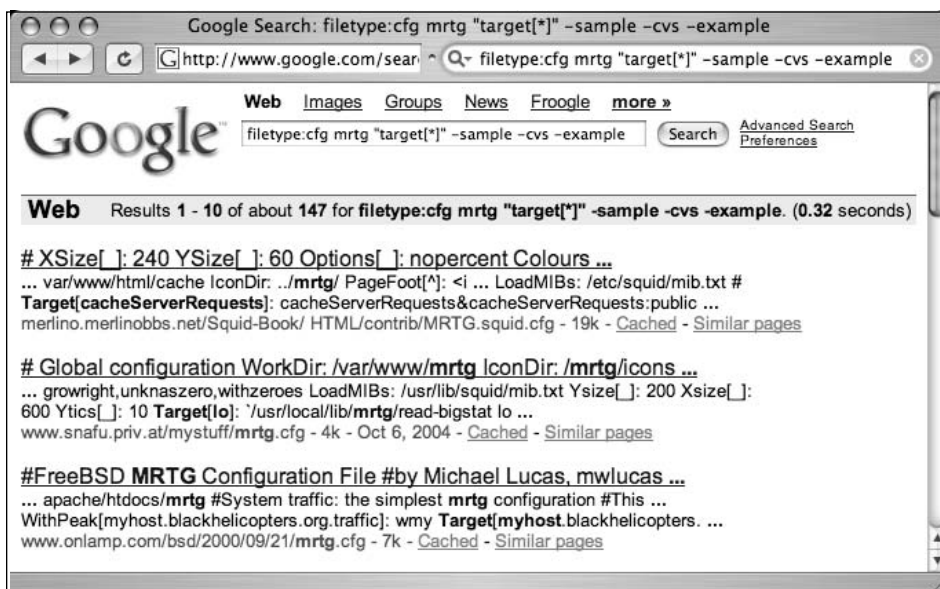 Google Search: filetype:cfg mrtg "target[*]" -sample -cvs -example
G http://www.google.com/sear filetype:cfg mrtg "target[*]" -sample -cvs -example
Web Images Groups News Froogle more »
Google™
filetype:cfg mrtg "target[*]" -sample -cvs -example Search Advanced Search
Preferences
Web Results 1 - 10 of about 147 for filetype:cfg mrtg "target[*]" -sample -cvs -example. (0.32 seconds)
# XSize[_]: 240 YSize[_]: 60 Options[_]: nopercent Colours ...
... var/www/html/cache IconDir: ../mrtg/ PageFoot[^]: <i ... LoadMIBs: /etc/squid/mib.txt #
Target[cacheServerRequests]: cacheServerRequests&cacheServerRequests:public ...
merlino.merlinobbs.net/Squid-Book/ HTML/contrib/MRTG.squid.cfg - 19k - Cached - Similar pages
# Global configuration WorkDir: /var/www/mrtg IconDir: /mrtg/icons ...
... growright,unknaszero,withzeroes LoadMIBs: /usr/lib/squid/mib.txt Ysize[_]: 200 Xsize[_]:
600 Ytics[_]: 10 Target[lo]: `/usr/local/lib/mrtg/read-bigstat lo ...
www.snafu.priv.at/mystuff/mrtg.cfg - 4k - Oct 6, 2004 - Cached - Similar pages
#FreeBSD MRTG Configuration File #by Michael Lucas, mwlucas ...
... apache/htdocs/mrtg #System traffic: the simplest mrtg configuration #This ...
WithPeak[myhost.blackhelicopters.org.traffic]: wmy Target[myhost.blackhelicopters. ...
www.onlamp.com/bsd/2000/09/21/mrtg.cfg - 7k - Cached - Similar pages